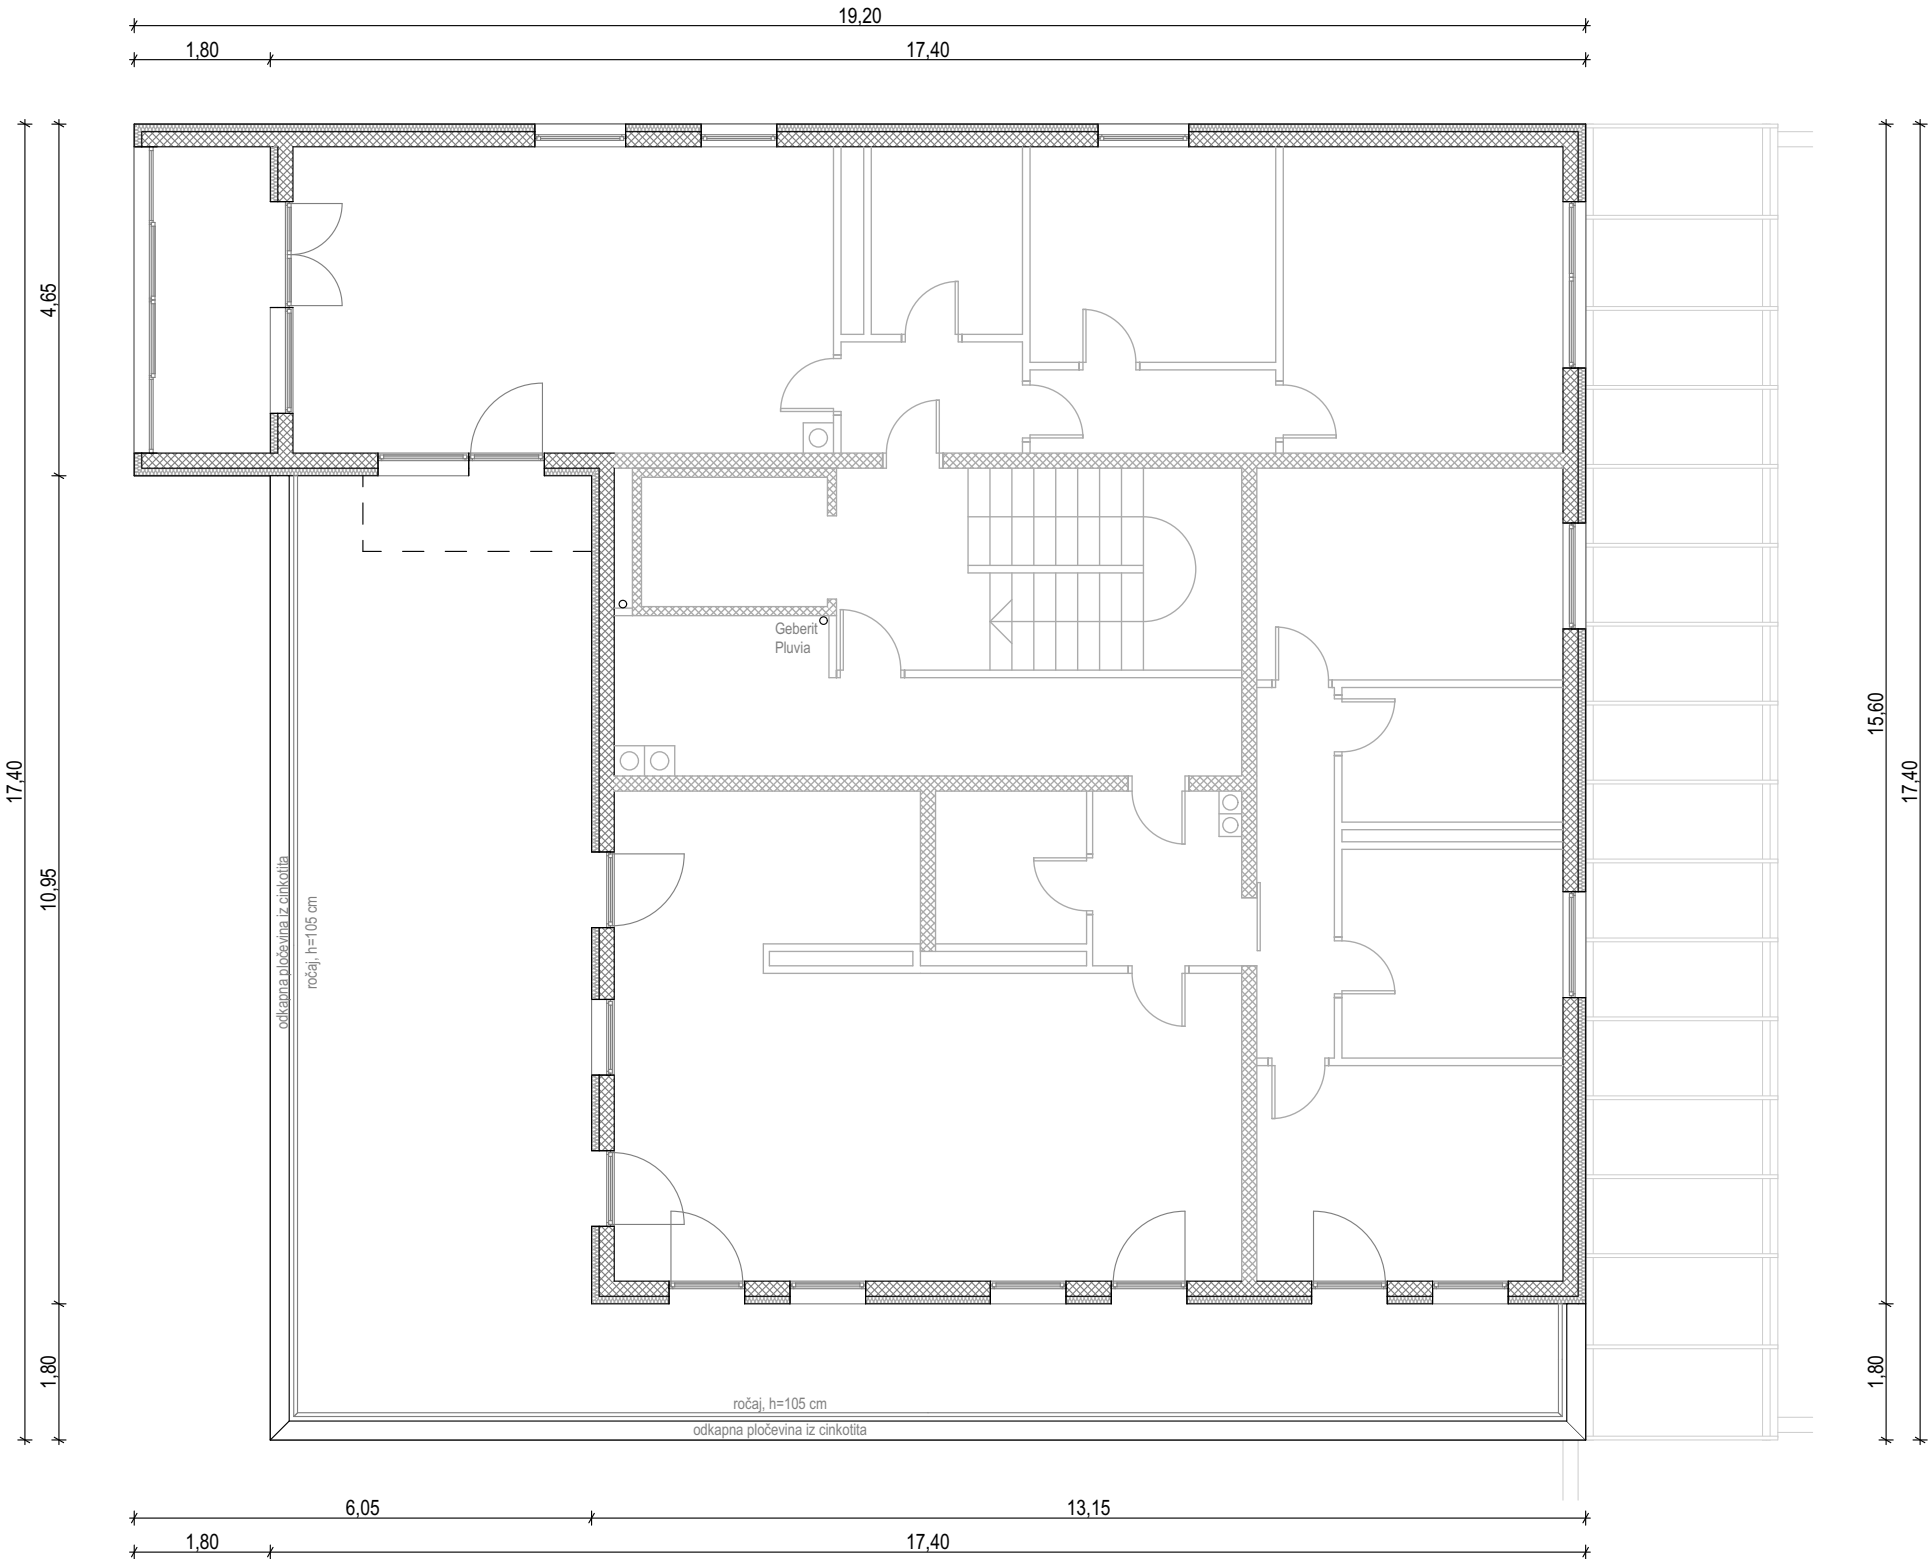 19,20
1,80
17,40
4,65
17,40
10,95
1,80
15,60
17,40
1,80
Geberit
Pluvia
odkapna pločevina iz cinkotita
ročaj, h=105 cm
ročaj, h=105 cm
odkapna pločevina iz cinkotita
6,05
13,15
1,80
17,40